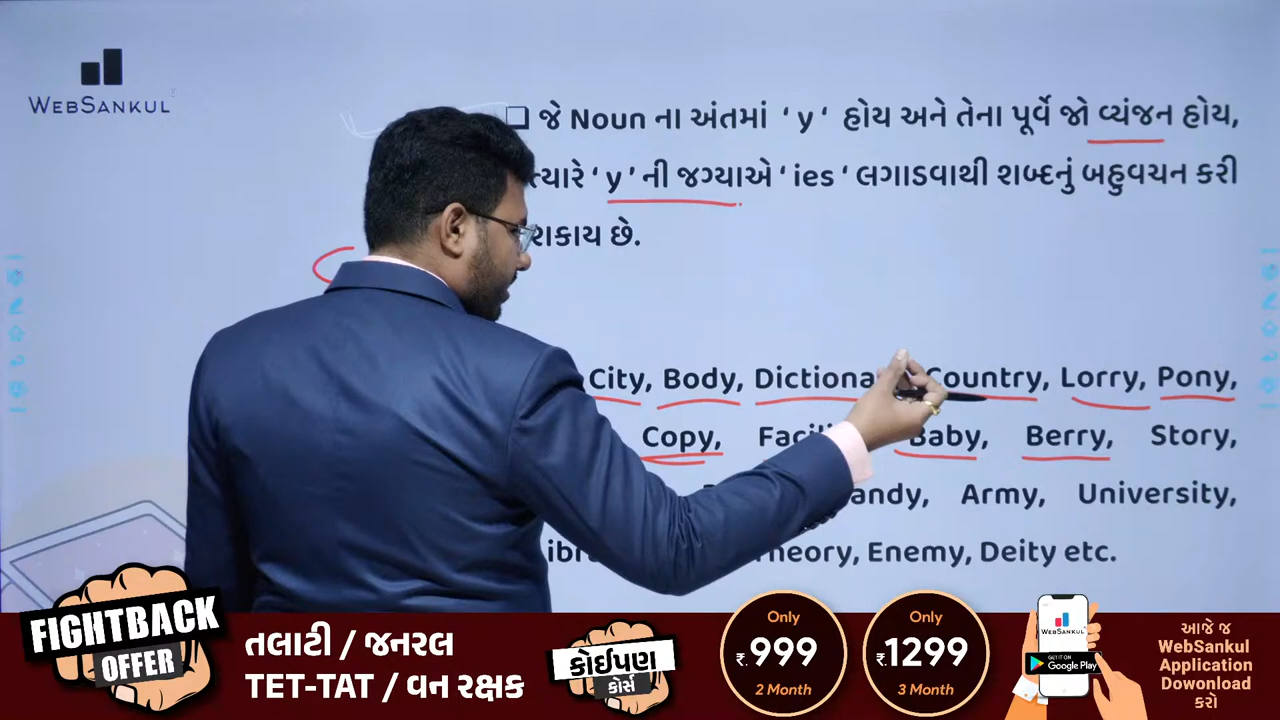 WEBSANKUL
❑ જે Noun ના અંતમાં ‘ y ‘ હોય અને તેના પૂર્વે જો વ્યંજન હોય,
ત્યારે ‘ y ’ ની જગ્યાએ ‘ ies ‘ લગાડવાથી શબ્દનું બહુવચન કરી
શકાય છે.
City, Body, Country, Lorry, Pony,
Copy, Baby, Berry, Story,
Army, University,
Theory, Enemy, Deity etc.
FIGHTBACK
OFFER
તલાટી / જનરલ
TET-TAT / વન રક્ષક
કોઈપણ
કોર્સ
Only
₹.999
2 Month
Only
₹.1299
3 Month
WEBSANKUL
GET IT ON
Google Play
આજે જ
WebSankul
Application
Dowonload
કરો